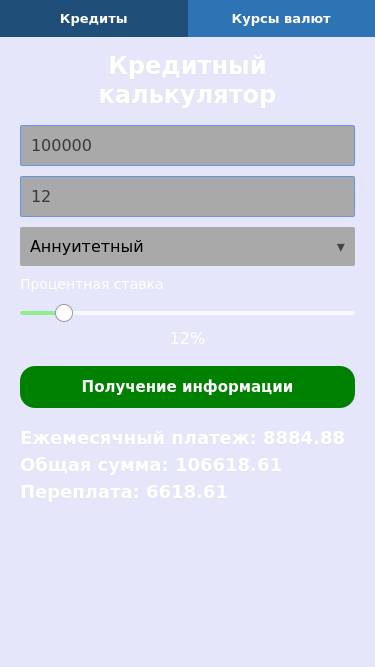 Кредиты
Курсы валют
Кредитный
калькулятор
100000
12
Аннуитетный
Процентная ставка
12%
Получение информации
Ежемесячный платеж: 8884.88
Общая сумма: 106618.61
Переплата: 6618.61